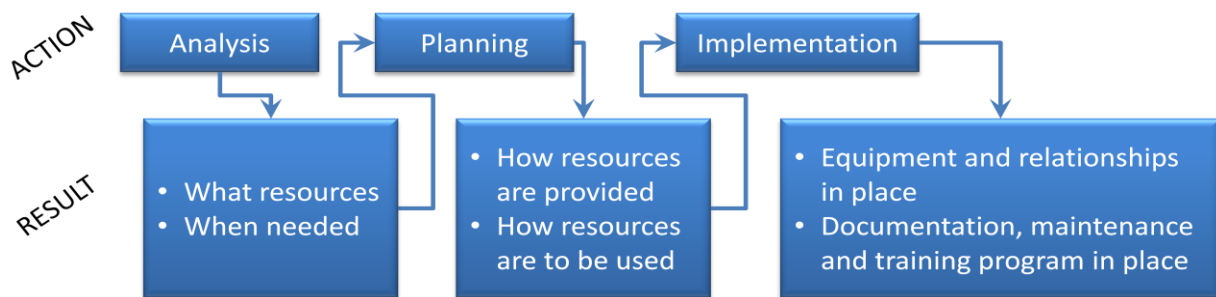 ACTION
Analysis
Planning
Implementation
RESULT
• What resources
• When needed
• How resources
are provided
• How resources
are to be used
• Equipment and relationships
in place
• Documentation, maintenance
and training program in place